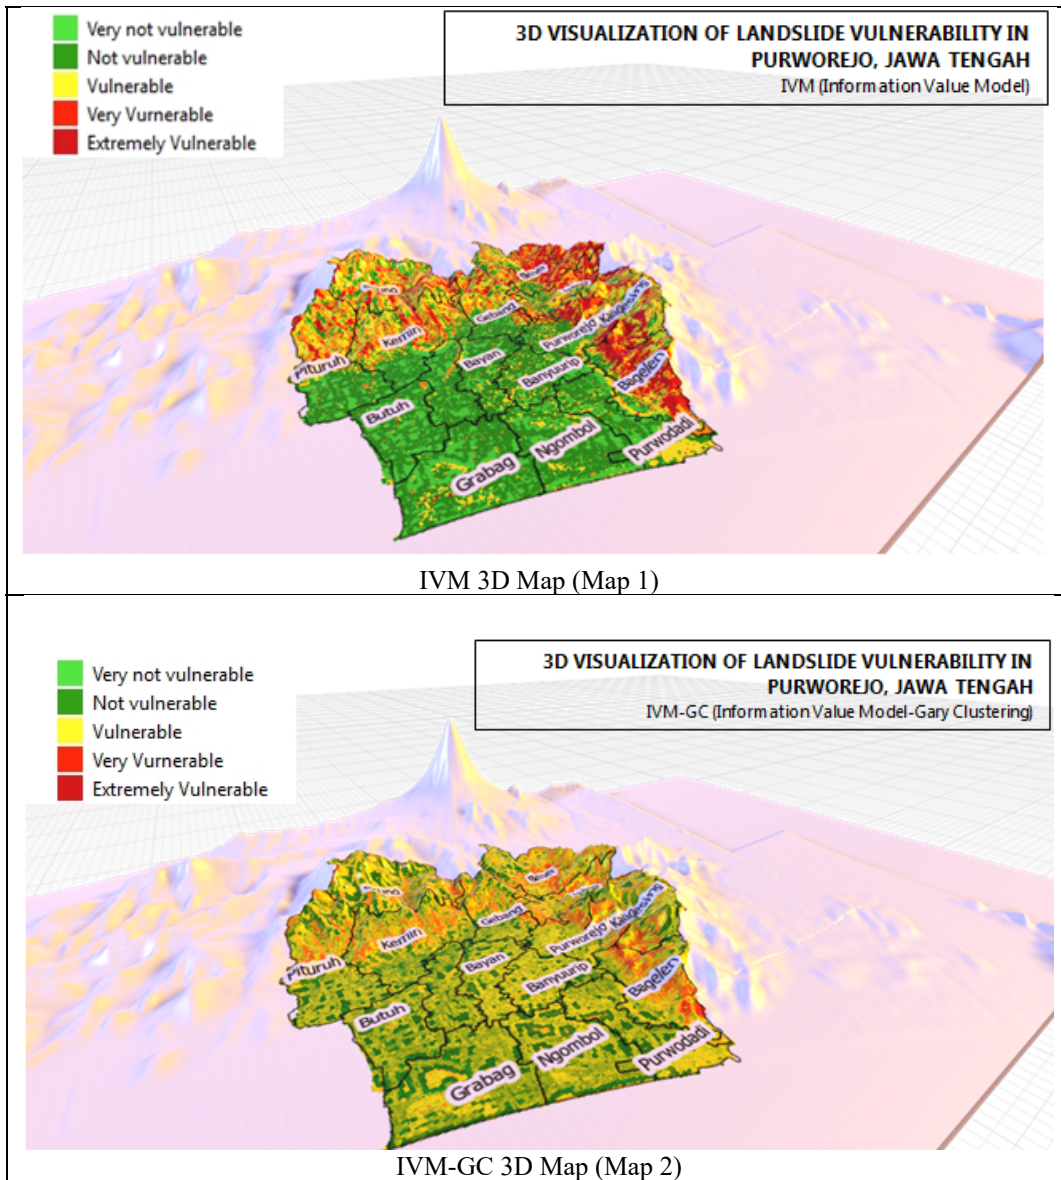 Very not vulnerable
Not vulnerable
Vulnerable
Very Vurnerable
Extremely Vulnerable
3D VISUALIZATION OF LANDSLIDE VULNERABILITY IN
PURWOREJO, JAWA TENGAH
IVM (Information Value Model)
Bener
Gebang
Kaligesing
Kemiri
Purworejo
Pituruh
Bayan
Banyuurip
Bagelen
Butuh
Ngombol
Purwodadi
Grabag
IVM 3D Map (Map 1)
Very not vulnerable
Not vulnerable
Vulnerable
Very Vurnerable
Extremely Vulnerable
3D VISUALIZATION OF LANDSLIDE VULNERABILITY IN
PURWOREJO, JAWA TENGAH
IVM-GC (Information Value Model-Gary Clustering)
Bener
Gebang
Kaligesing
Kemiri
Purworejo
Pituruh
Bayan
Banyuurip
Bagelen
Butuh
Ngombol
Purwodadi
Grabag
IVM-GC 3D Map (Map 2)